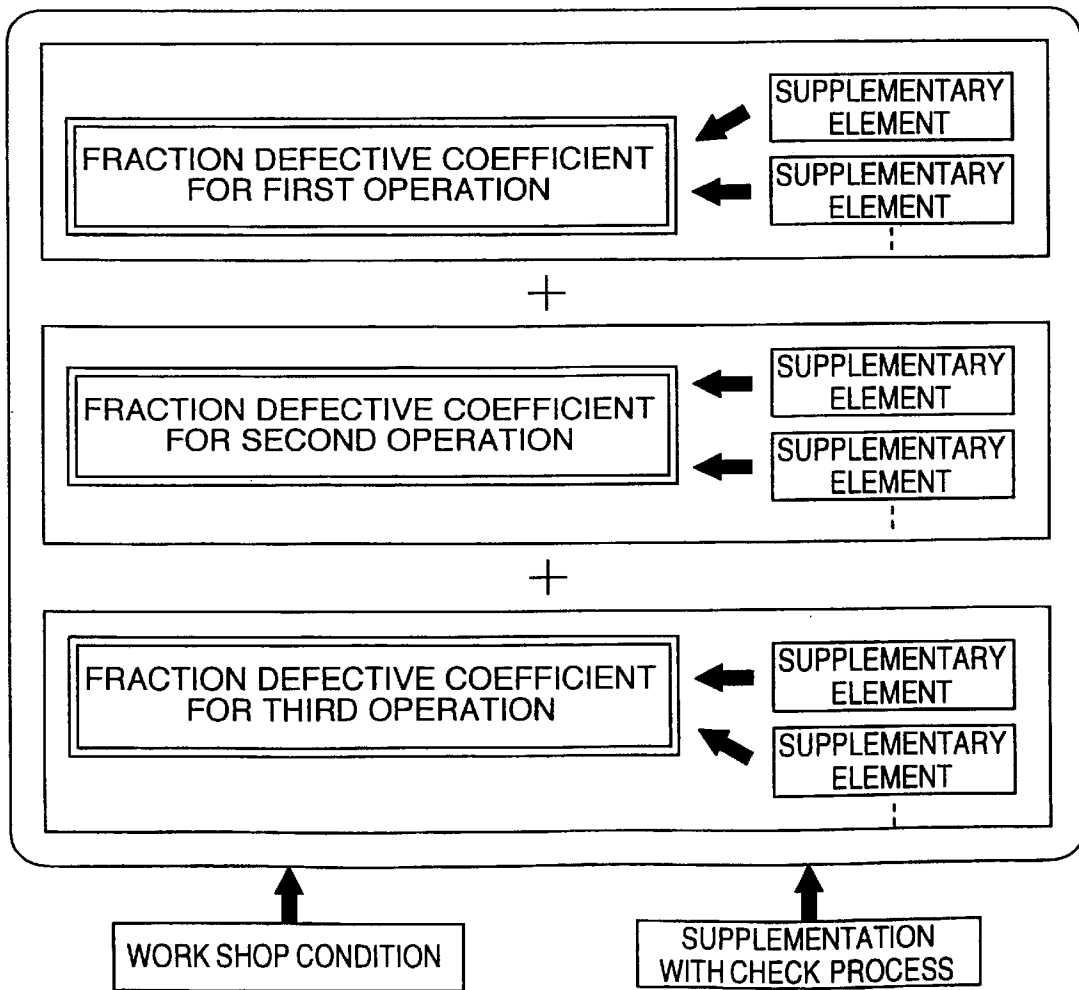 FRACTION DEFECTIVE COEFFICIENT
FOR FIRST OPERATION
SUPPLEMENTARY
ELEMENT
SUPPLEMENTARY
ELEMENT
+
FRACTION DEFECTIVE COEFFICIENT
FOR SECOND OPERATION
SUPPLEMENTARY
ELEMENT
SUPPLEMENTARY
ELEMENT
+
FRACTION DEFECTIVE COEFFICIENT
FOR THIRD OPERATION
SUPPLEMENTARY
ELEMENT
SUPPLEMENTARY
ELEMENT
WORK SHOP CONDITION
SUPPLEMENTATION
WITH CHECK PROCESS